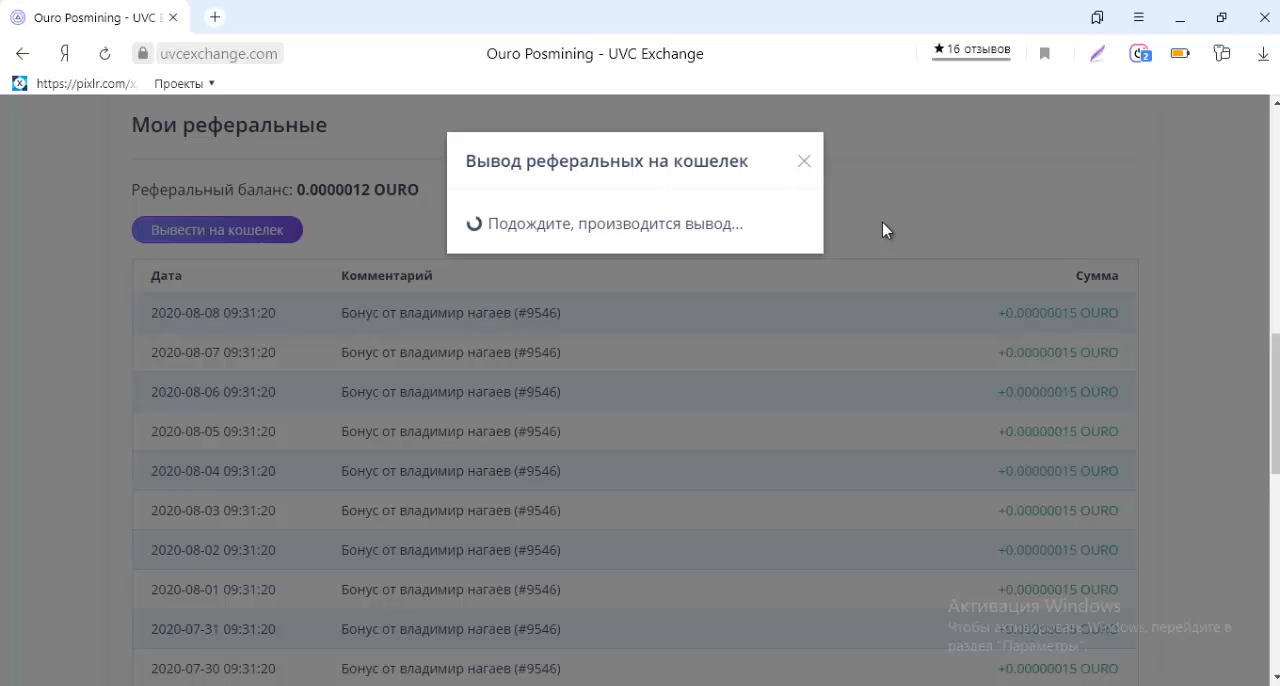 Ouro Posmining - UVC E
uvcexchange.com
Ouro Posmining - UVC Exchange
★16 отзывов
2
https://pixlr.com/x
Проекты ▼
Мои реферальные
Реферальный баланс: 0.0000012 OURO
Вывести на кошелек
Вывод реферальных на кошелек
Подождите, производится вывод...
Дата Комментарий Сумма
2020-08-08 09:31:20 Бонус от владимир нагаев (#9546) +0.00000015 OURO
2020-08-07 09:31:20 Бонус от владимир нагаев (#9546) +0.00000015 OURO
2020-08-06 09:31:20 Бонус от владимир нагаев (#9546) +0.00000015 OURO
2020-08-05 09:31:20 Бонус от владимир нагаев (#9546) +0.00000015 OURO
2020-08-04 09:31:20 Бонус от владимир нагаев (#9546) +0.00000015 OURO
2020-08-03 09:31:20 Бонус от владимир нагаев (#9546) +0.00000015 OURO
2020-08-02 09:31:20 Бонус от владимир нагаев (#9546) +0.00000015 OURO
2020-08-01 09:31:20 Бонус от владимир нагаев (#9546) +0.00000015 OURO
2020-07-31 09:31:20 Бонус от владимир нагаев (#9546) +0.00000015 OURO
2020-07-30 09:31:20 Бонус от владимир нагаев (#9546) +0.00000015 OURO
Активация Windows
Чтобы активировать Windows, перейдите в
раздел "Параметры".